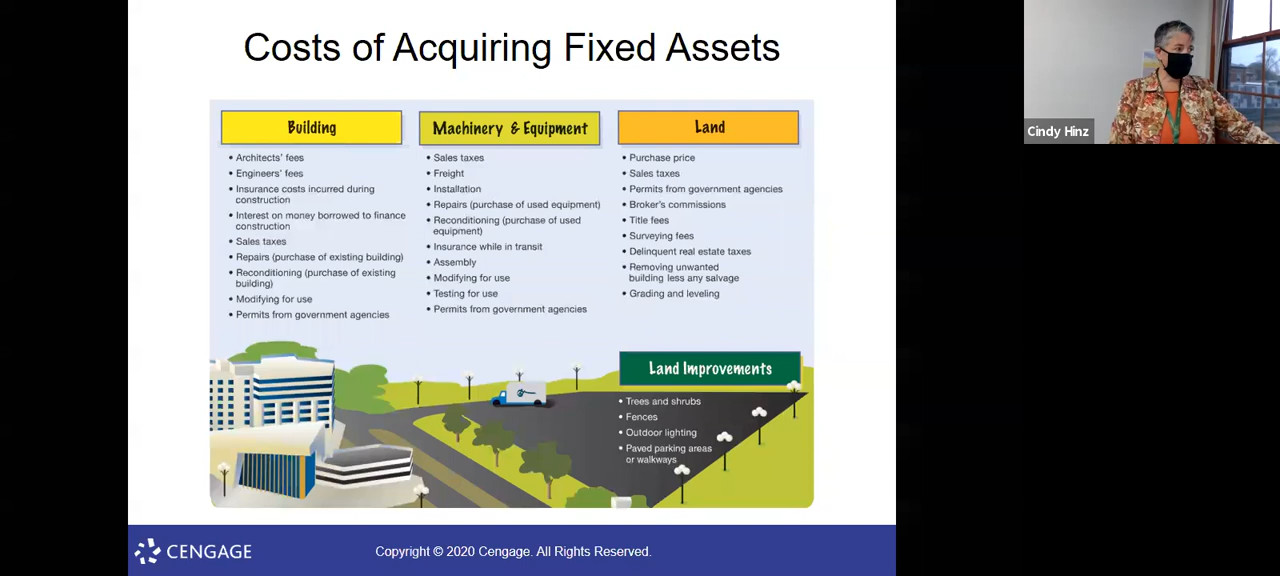 Costs of Acquiring Fixed Assets
Cindy Hinz
Building
• Architects' fees
• Engineers' fees
• Insurance costs incurred during
construction
• Interest on money borrowed to finance
construction
• Sales taxes
• Repairs (purchase of existing building)
• Reconditioning (purchase of existing
building)
• Modifying for use
• Permits from government agencies
Machinery & Equipment
• Sales taxes
• Freight
• Installation
• Repairs (purchase of used equipment)
• Reconditioning (purchase of used
equipment)
• Insurance while in transit
• Assembly
• Modifying for use
• Testing for use
• Permits from government agencies
Land
• Purchase price
• Sales taxes
• Permits from government agencies
• Broker's commissions
• Title fees
• Surveying fees
• Delinquent real estate taxes
• Removing unwanted
building less any salvage
• Grading and leveling
Land Improvements
• Trees and shrubs
• Fences
• Outdoor lighting
• Paved parking areas
or walkways
CENGAGE
Copyright © 2020 Cengage. All Rights Reserved.